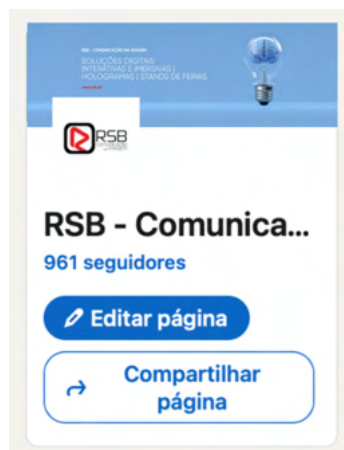 RSB - COMUNICAÇÃO DA IMAGEM
SOLUÇÕES DIGITAIS
INTERATIVAS E IMERSIVAS |
HOLOGRAMAS | STANDS DE FEIRAS
RSB
RSB - Comunica...
961 seguidores
Editar página
Compartilhar
página